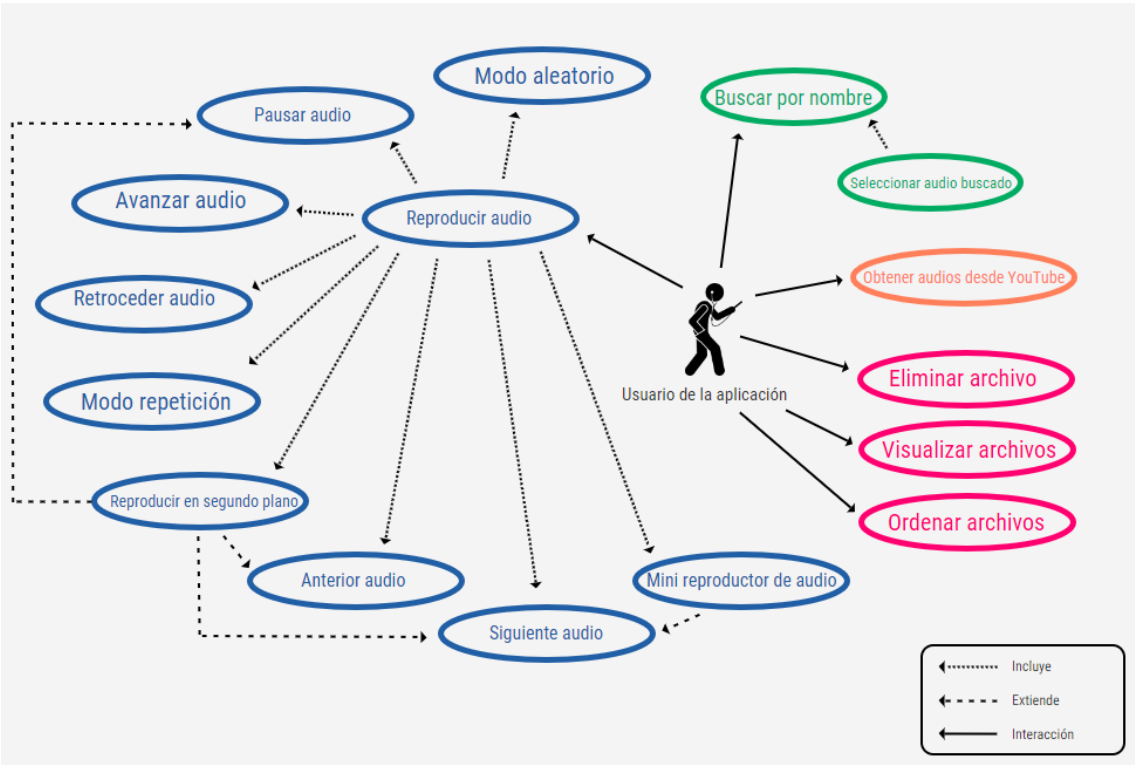 Modo aleatorio
Buscar por nombre
Pausar audio
Seleccionar audio buscado
Avanzar audio
Reproducir audio
Obtener audios desde YouTube
Retroceder audio
Eliminar archivo
Usuario de la aplicación
Modo repetición
Visualizar archivos
Reproducir en segundo plano
Ordenar archivos
Anterior audio
Mini reproductor de audio
Siguiente audio
Incluye
Extiende
Interacción